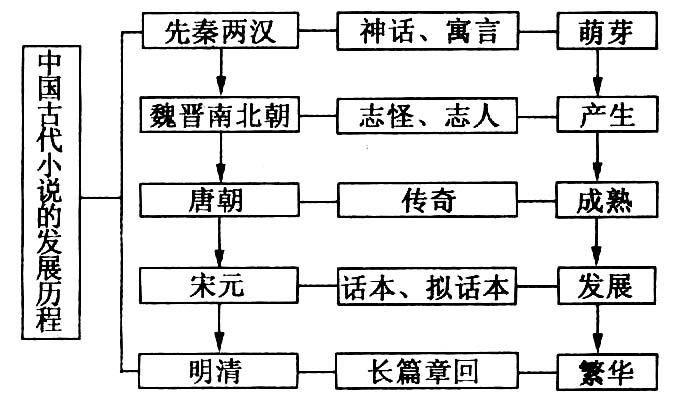 中国古代小说的发展历程
先秦两汉 神话、寓言 萌芽
魏晋南北朝 志怪、志人 产生
唐朝 传奇 成熟
宋元 话本、拟话本 发展
明清 长篇章回 繁华